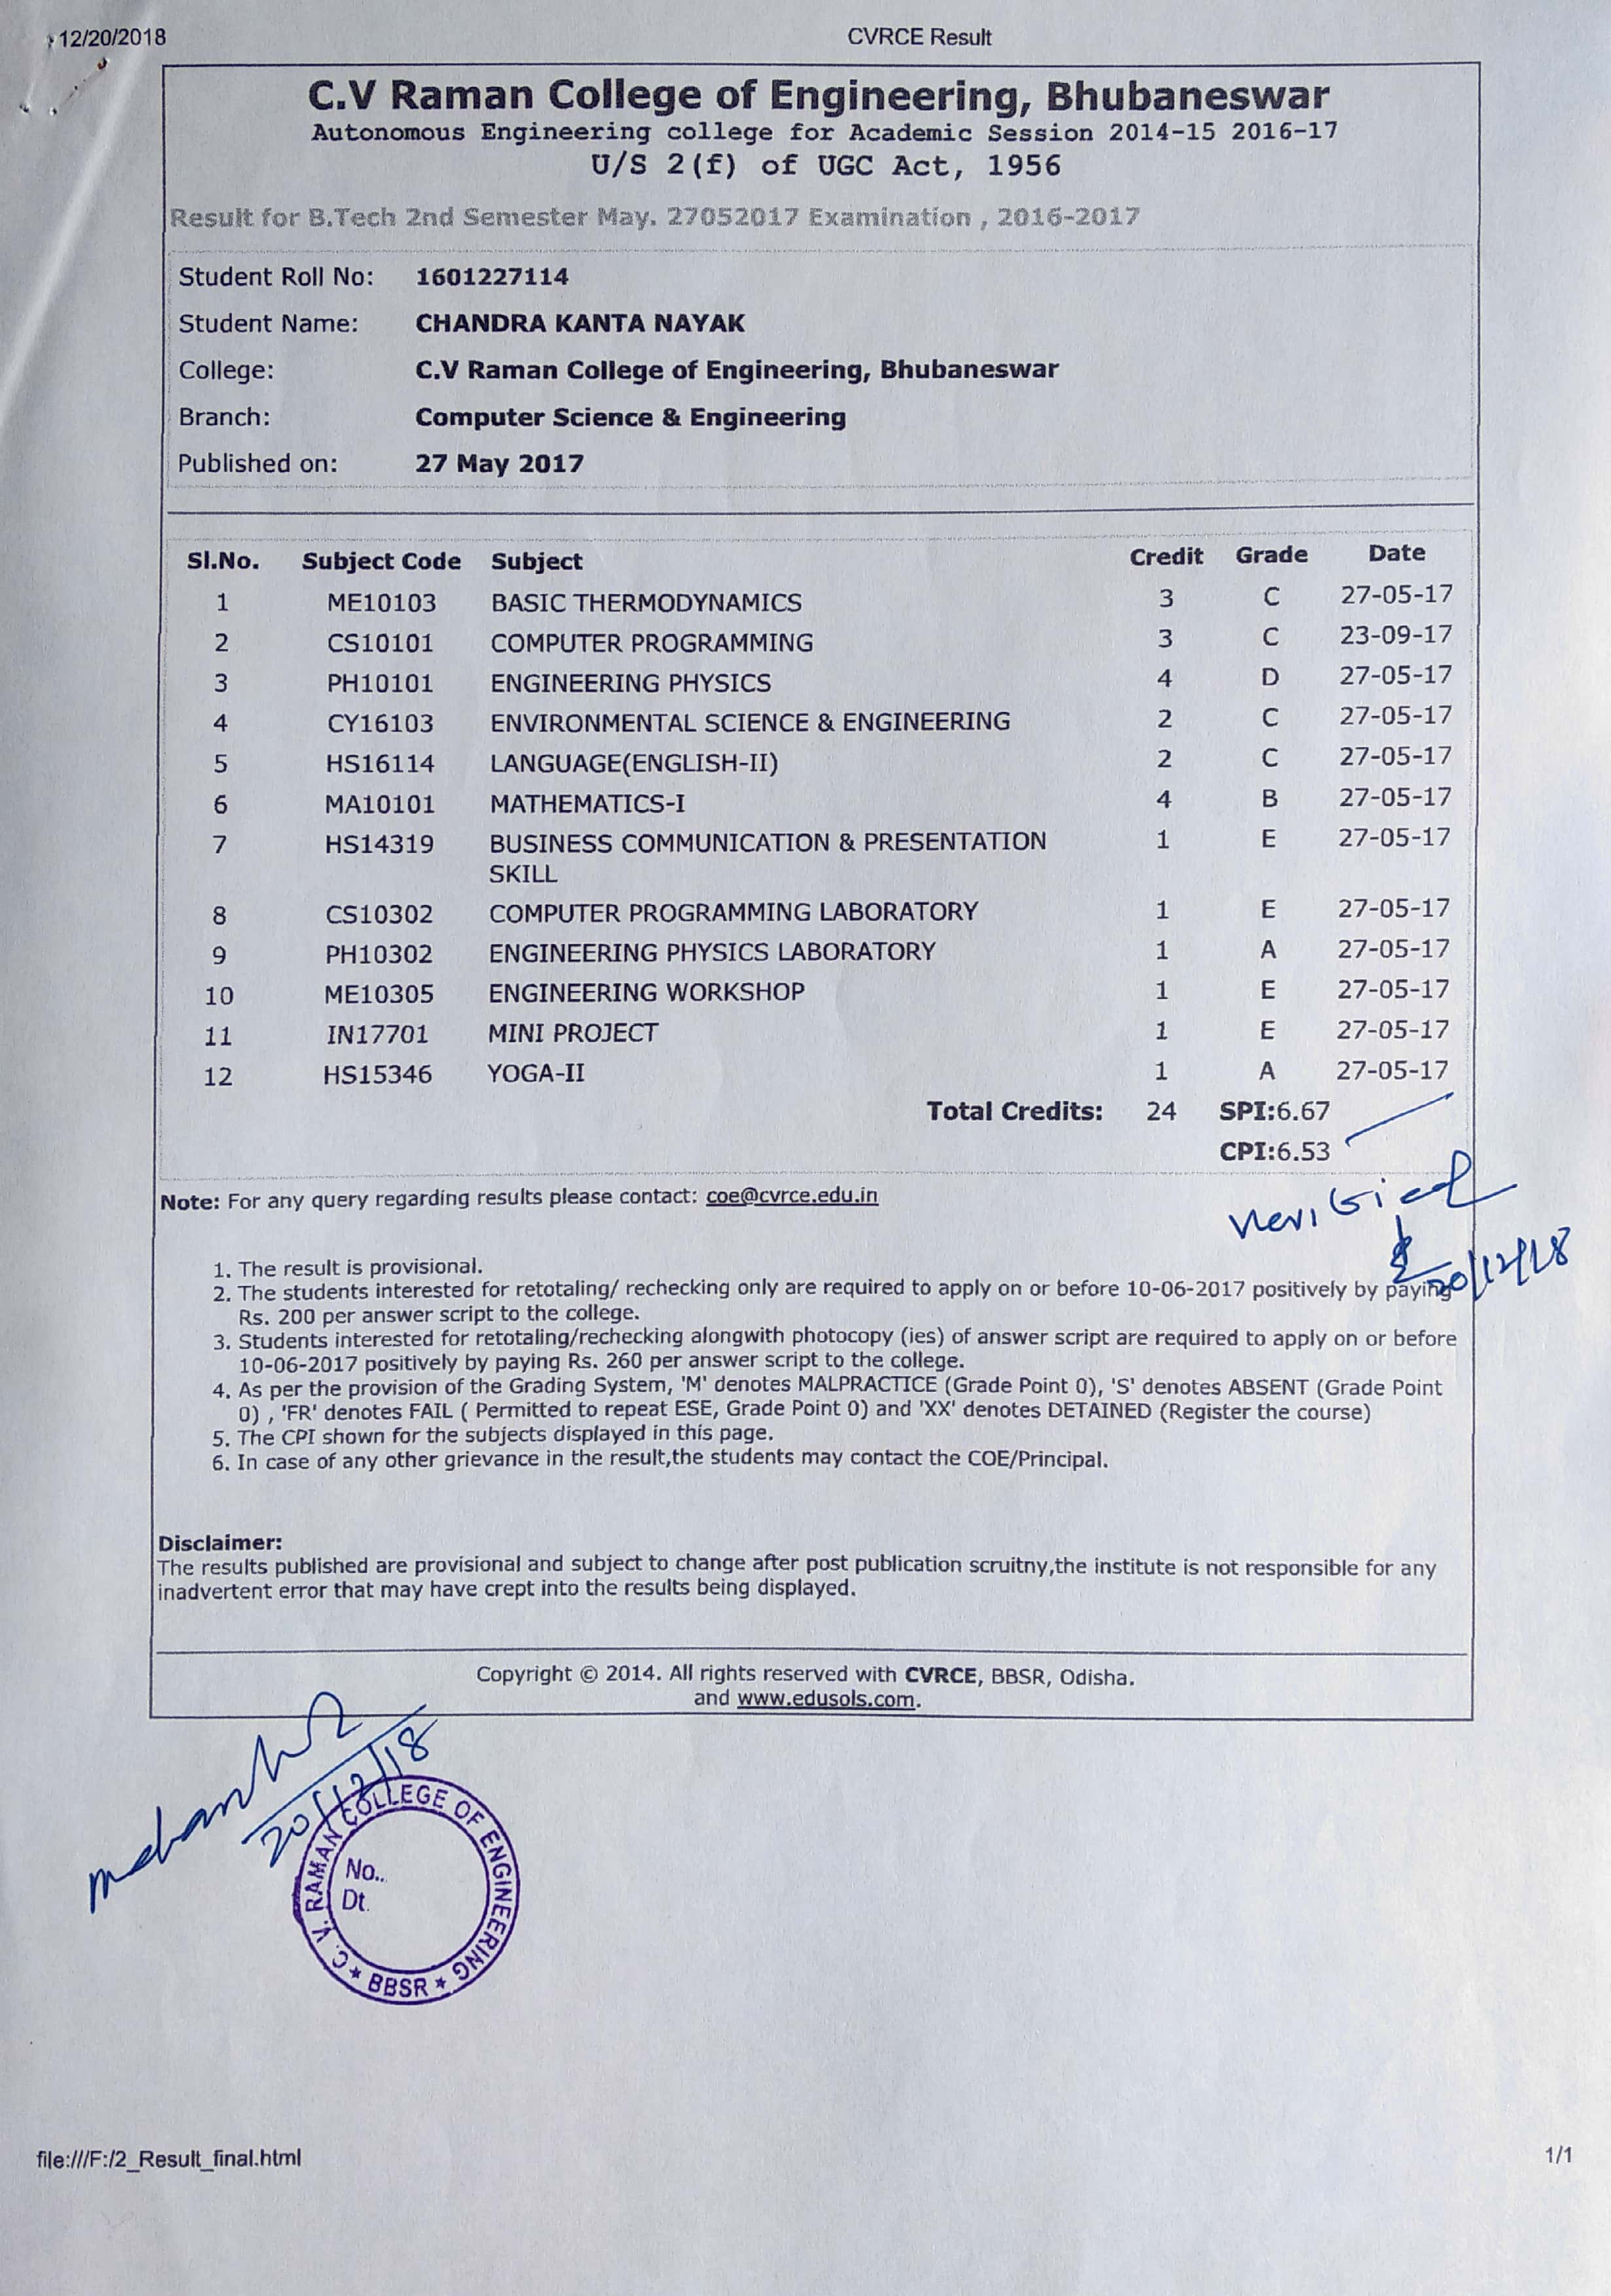 12/20/2018 CVRCE Result
C.V Raman College of Engineering, Bhubaneswar
Autonomous Engineering college for Academic Session 2014-15 2016-17
U/S 2(f) of UGC Act, 1956
Result for B.Tech 2nd Semester May. 27052017 Examination , 2016-2017
Student Roll No: 1601227114
Student Name: CHANDRA KANTA NAYAK
College: C.V Raman College of Engineering, Bhubaneswar
Branch: Computer Science & Engineering
Published on: 27 May 2017
Sl.No. Subject Code Subject Credit Grade Date
1 ME10103 BASIC THERMODYNAMICS 3 C 27-05-17
2 CS10101 COMPUTER PROGRAMMING 3 C 23-09-17
3 PH10101 ENGINEERING PHYSICS 4 D 27-05-17
4 CY16103 ENVIRONMENTAL SCIENCE & ENGINEERING 2 C 27-05-17
5 HS16114 LANGUAGE(ENGLISH-II) 2 C 27-05-17
6 MA10101 MATHEMATICS-I 4 B 27-05-17
7 HS14319 BUSINESS COMMUNICATION & PRESENTATION 1 E 27-05-17
SKILL
8 CS10302 COMPUTER PROGRAMMING LABORATORY 1 E 27-05-17
9 PH10302 ENGINEERING PHYSICS LABORATORY 1 A 27-05-17
10 ME10305 ENGINEERING WORKSHOP 1 E 27-05-17
11 IN17701 MINI PROJECT 1 E 27-05-17
12 HS15346 YOGA-II 1 A 27-05-17
Total Credits: 24 SPI:6.67
CPI:6.53
Note: For any query regarding results please contact: coe@cvrce.edu.in
20/12/18
1. The result is provisional.
2. The students interested for retotaling/ rechecking only are required to apply on or before 10-06-2017 positively by paying
Rs. 200 per answer script to the college.
3. Students interested for retotaling/rechecking alongwith photocopy (ies) of answer script are required to apply on or before
10-06-2017 positively by paying Rs. 260 per answer script to the college.
4. As per the provision of the Grading System, 'M' denotes MALPRACTICE (Grade Point 0), 'S' denotes ABSENT (Grade Point
0) , 'FR' denotes FAIL ( Permitted to repeat ESE, Grade Point 0) and 'XX' denotes DETAINED (Register the course)
5. The CPI shown for the subjects displayed in this page.
6. In case of any other grievance in the result,the students may contact the COE/Principal.
Disclaimer:
The results published are provisional and subject to change after post publication scruitny,the institute is not responsible for any
inadvertent error that may have crept into the results being displayed.
Copyright © 2014. All rights reserved with CVRCE, BBSR, Odisha.
and www.edusols.com.
20/12/18
C. V. RAMAN COLLEGE OF ENGINEERING
No..
Dt.
★ BBSR ★
file:///F:/2_Result_final.html 1/1